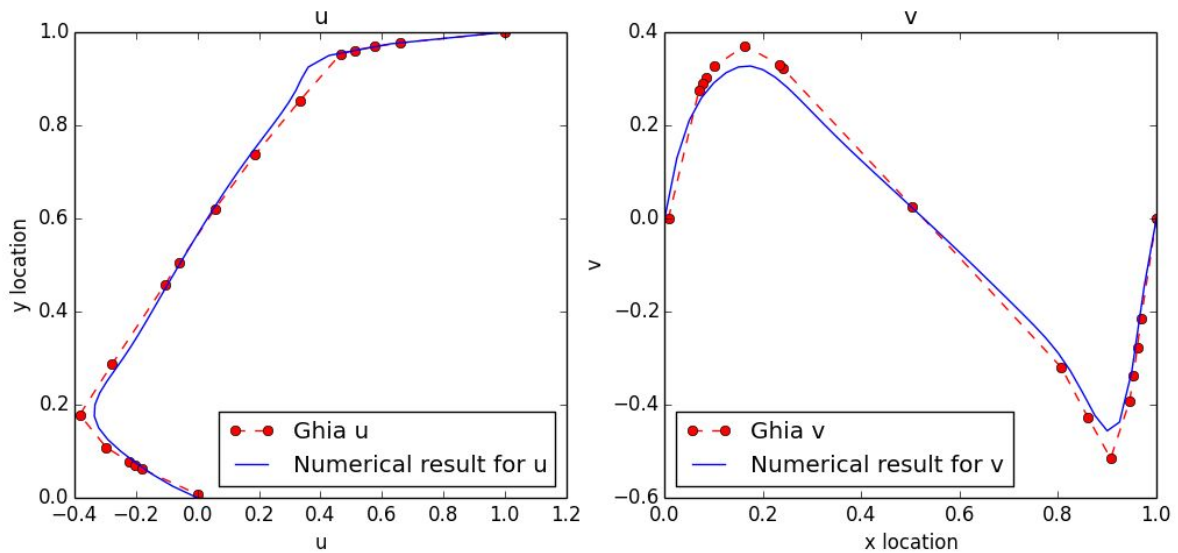 u
1.0
0.8
0.6
0.4
0.2
0.0
y location
−0.4 −0.2 0.0 0.2 0.4 0.6 0.8 1.0 1.2
u
Ghia u
Numerical result for u
v
0.4
0.2
0.0
−0.2
−0.4
−0.6
v
0.0 0.2 0.4 0.6 0.8 1.0
x location
Ghia v
Numerical result for v